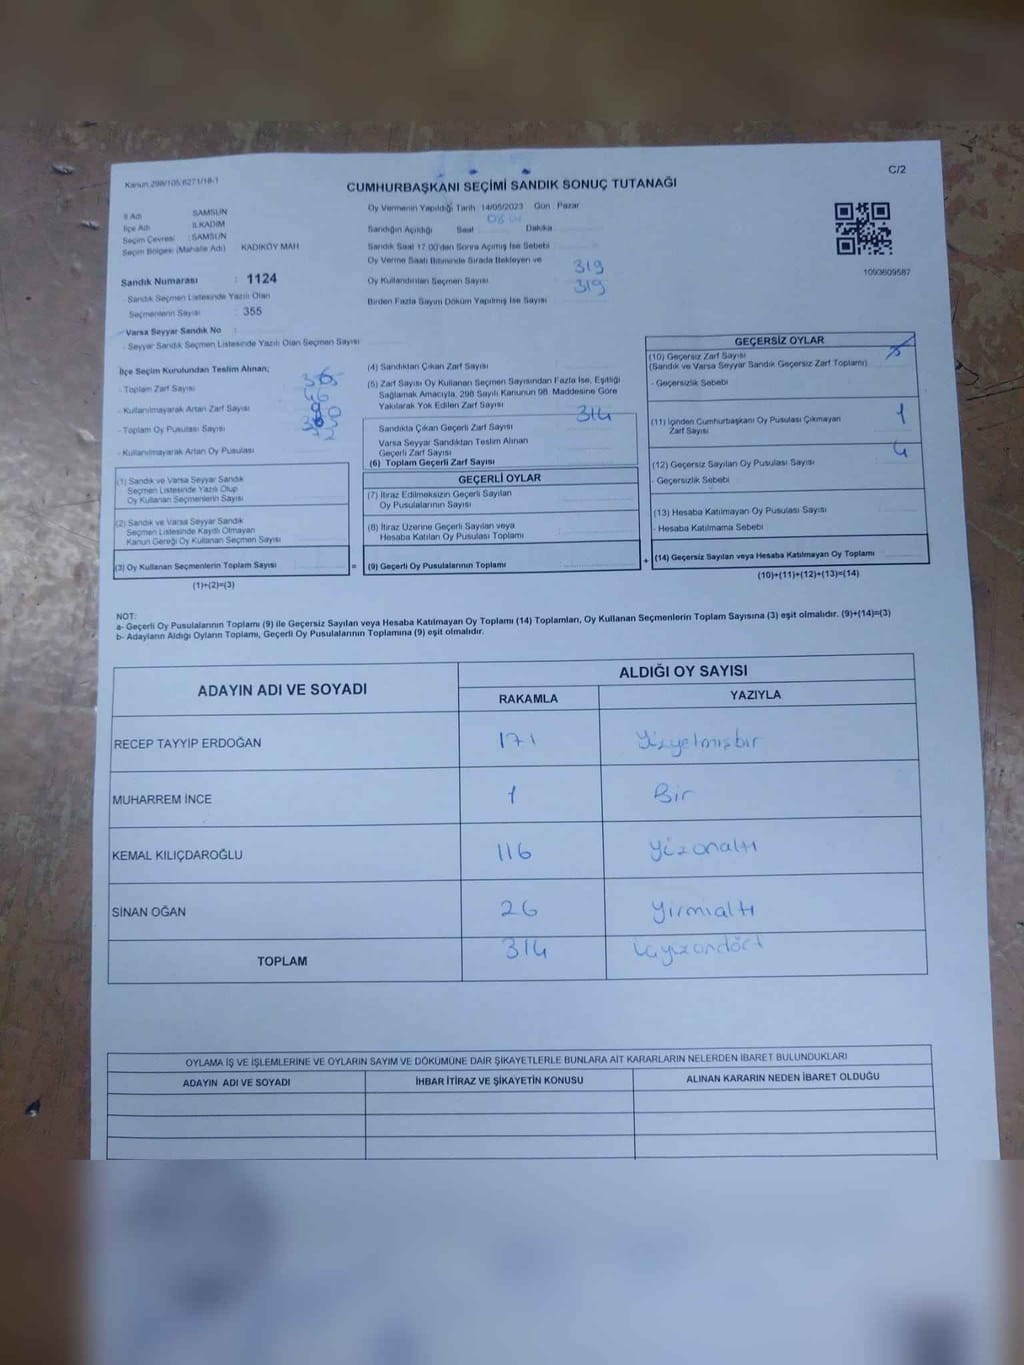 Kanun:298/105;6271/18-1
C/2
CUMHURBAŞKANI SEÇİMİ SANDIK SONUÇ TUTANAĞI
İl Adı SAMSUN
İlçe Adı İLKADIM
Seçim Çevresi : SAMSUN
Seçim Bölgesi (Mahalle Adı) KADIKÖY MAH
Sandık Numarası : 1124
- Sandık Seçmen Listesinde Yazılı Olan
Seçmenlerin Sayısı : 355
- Varsa Seyyar Sandık No :
- Seyyar Sandık Seçmen Listesinde Yazılı Olan Seçmen Sayısı
Oy Vermenin Yapıldığı Tarih 14/05/2023 Gün : Pazar
Sandığın Açıldığı Saat Dakika
Sandık Saat 17:00'den Sonra Açılmış İse Sebebi
Oy Verme Saati Bitiminde Sırada Bekleyen ve 319
Oy Kullandırılan Seçmen Sayısı 319
Birden Fazla Sayım Döküm Yapılmış İse Sayısı
1093609587
İlçe Seçim Kurulundan Teslim Alınan;
- Toplam Zarf Sayısı
- Kullanılmayarak Artan Zarf Sayısı
- Toplam Oy Pusulası Sayısı
- Kullanılmayarak Artan Oy Pusulası
(4) Sandıktan Çıkan Zarf Sayısı
(5) Zarf Sayısı Oy Kullanan Seçmen Sayısından Fazla İse, Eşitliği
Sağlamak Amacıyla, 298 Sayılı Kanunun 98. Maddesine Göre
Yakılarak Yok Edilen Zarf Sayısı
314
Sandıkta Çıkan Geçerli Zarf Sayısı
Varsa Seyyar Sandıktan Teslim Alınan
Geçerli Zarf Sayısı
(6) Toplam Geçerli Zarf Sayısı
GEÇERSİZ OYLAR
(10) Geçersiz Zarf Sayısı
(Sandık ve Varsa Seyyar Sandık Geçersiz Zarf Toplamı)
- Geçersizlik Sebebi
(11) İçinden Cumhurbaşkanı Oy Pusulası Çıkmayan 1
Zarf Sayısı
4
(12) Geçersiz Sayılan Oy Pusulası Sayısı
- Geçersizlik Sebebi
(13) Hesaba Katılmayan Oy Pusulası Sayısı
- Hesaba Katılmama Sebebi
(14) Geçersiz Sayılan veya Hesaba Katılmayan Oy Toplamı
(10)+(11)+(12)+(13)=(14)
(1) Sandık ve Varsa Seyyar Sandık
Seçmen Listesinde Yazılı Olup
Oy Kullanan Seçmenlerin Sayısı
(2) Sandık ve Varsa Seyyar Sandık
Seçmen Listesinde Kayıtlı Olmayan
Kanun Gereği Oy Kullanan Seçmen Sayısı
(3) Oy Kullanan Seçmenlerin Toplam Sayısı =
(1)+(2)=(3)
GEÇERLİ OYLAR
(7) İtiraz Edilmeksizin Geçerli Sayılan
Oy Pusulalarının Sayısı
(8) İtiraz Üzerine Geçerli Sayılan veya
Hesaba Katılan Oy Pusulası Toplamı
(9) Geçerli Oy Pusulalarının Toplamı +
NOT:
a- Geçerli Oy Pusulalarının Toplamı (9) ile Geçersiz Sayılan veya Hesaba Katılmayan Oy Toplamı (14) Toplamları, Oy Kullanan Seçmenlerin Toplam Sayısına (3) eşit olmalıdır. (9)+(14)=(3)
b- Adayların Aldığı Oyların Toplamı, Geçerli Oy Pusulalarının Toplamına (9) eşit olmalıdır.
ADAYIN ADI VE SOYADI ALDIĞI OY SAYISI
RAKAMLA YAZIYLA
RECEP TAYYİP ERDOĞAN 171 Yüzyetmişbir
MUHARREM İNCE 1 Bir
KEMAL KILIÇDAROĞLU 116 yüzonaltı
SİNAN OĞAN 26 yirmialtı
TOPLAM 314 üçyüzondört
OYLAMA İŞ VE İŞLEMLERİNE VE OYLARIN SAYIM VE DÖKÜMÜNE DAİR ŞİKAYETLERLE BUNLARA AİT KARARLARIN NELERDEN İBARET BULUNDUKLARI
ADAYIN ADI VE SOYADI İHBAR İTİRAZ VE ŞİKAYETİN KONUSU ALINAN KARARIN NEDEN İBARET OLDUĞU